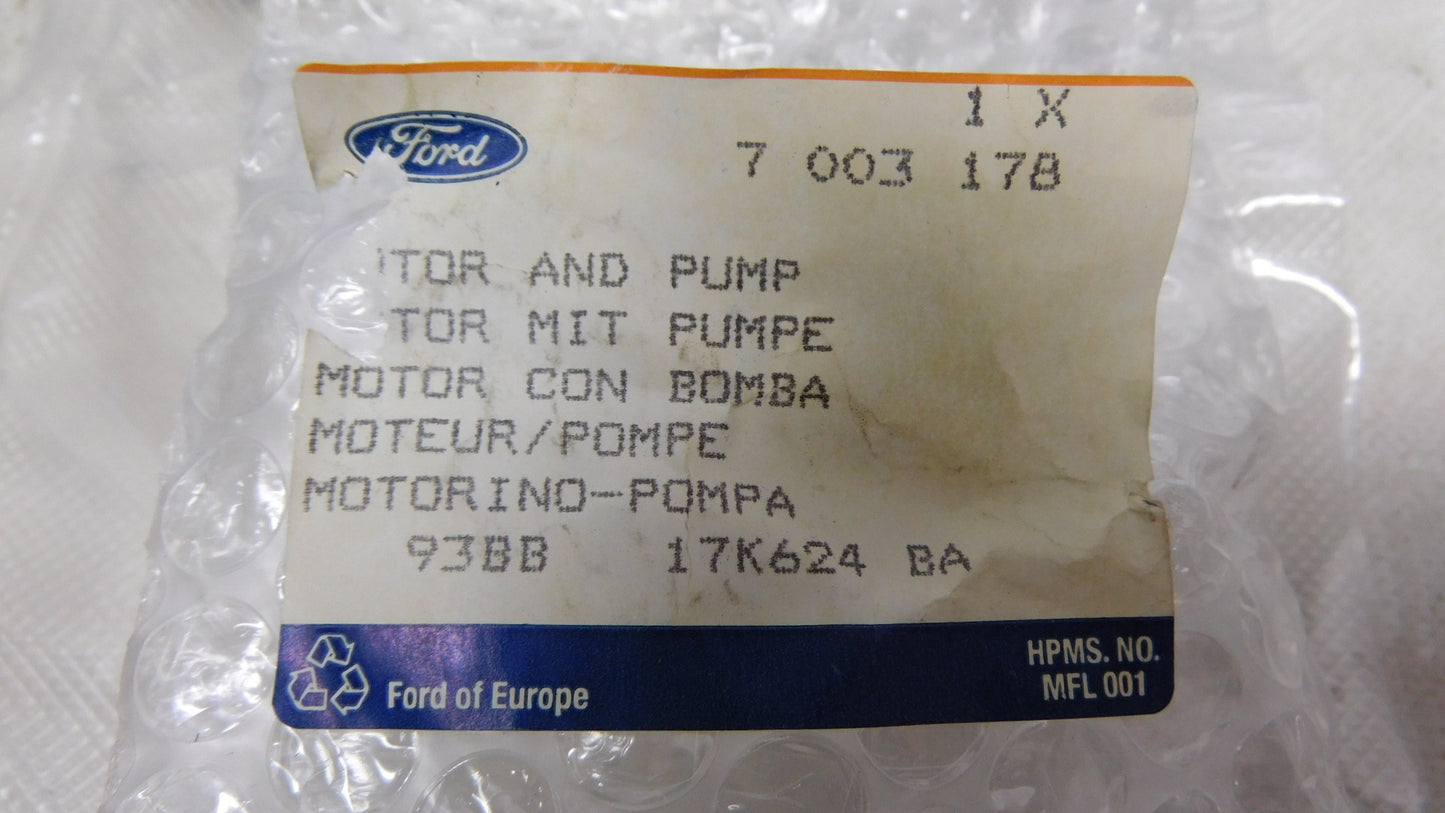 Ford
1 X
7 003 178
TOR AND PUMP
TOR MIT PUMPE
MOTOR CON BOMBA
MOTEUR/POMPE
MOTORINO-POMPA
93BB 17K624 BA
Ford of Europe
HPMS. NO.
MFL 001